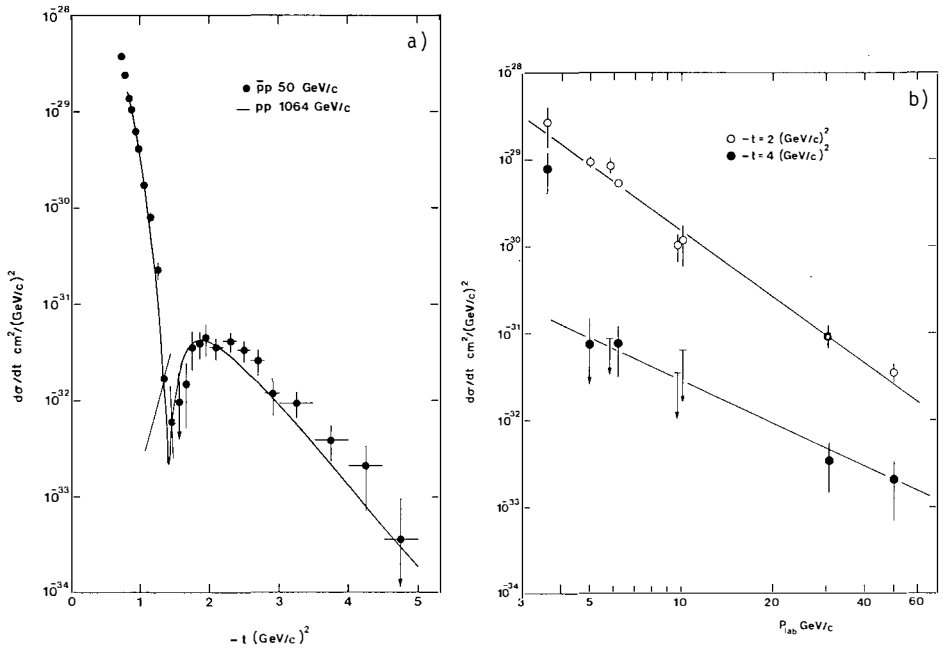 a)
p̄p 50 GeV/c
pp 1064 GeV/c
10⁻²⁸
10⁻²⁹
10⁻³⁰
10⁻³¹
10⁻³²
10⁻³³
10⁻³⁴
dσ/dt cm²/(GeV/c)²
0 1 2 3 4 5
-t (GeV/c)²
b)
-t = 2 (GeV/c)²
-t = 4 (GeV/c)²
10⁻²⁸
10⁻²⁹
10⁻³⁰
10⁻³¹
10⁻³²
10⁻³³
10⁻³⁴
dσ/dt cm²/(GeV/c)²
3 5 10 20 40 60
P_lab GeV/c